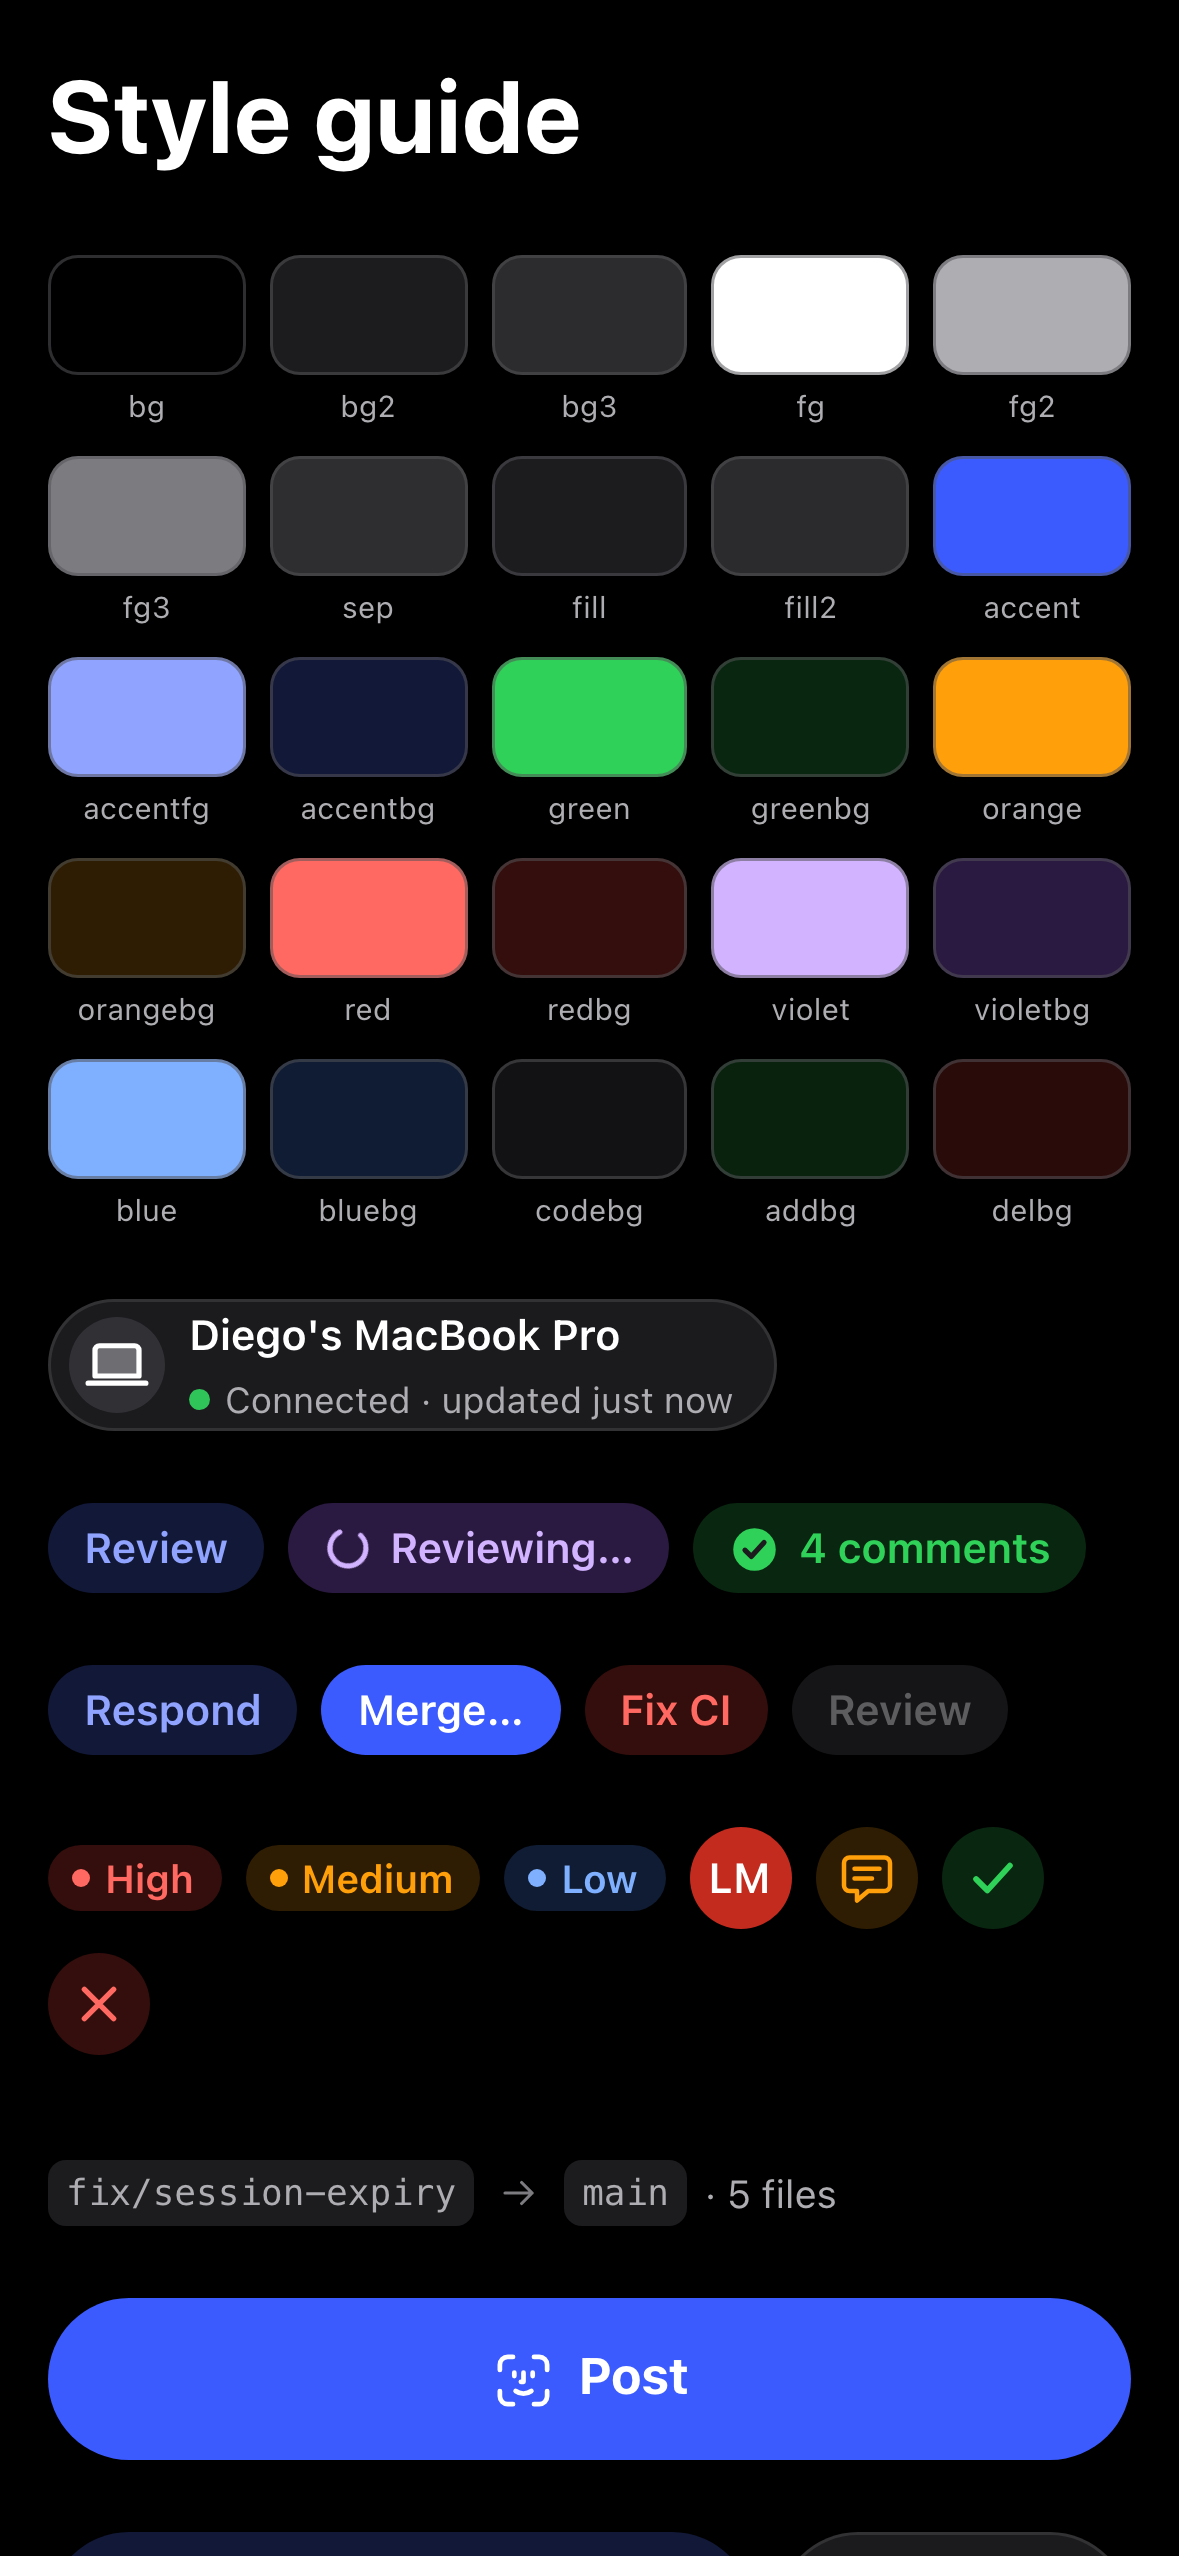 Style guide
bg bg2 bg3 fg fg2
fg3 sep fill fill2 accent
accentfg accentbg green greenbg orange
orangebg red redbg violet violetbg
blue bluebg codebg addbg delbg
Diego's MacBook Pro
Connected · updated just now
Review Reviewing... 4 comments
Respond Merge... Fix CI Review
High Medium Low LM
fix/session-expiry → main · 5 files
Post